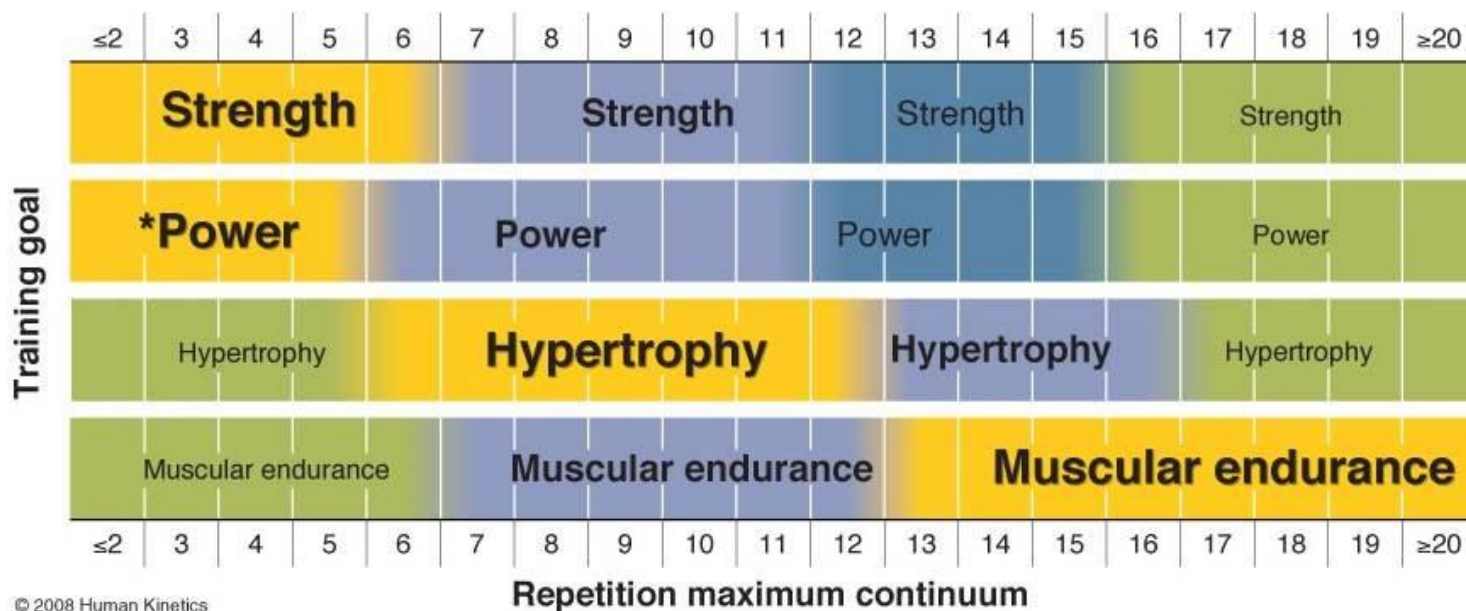 ≤2 3 4 5 6 7 8 9 10 11 12 13 14 15 16 17 18 19 ≥20
Strength Strength Strength Strength
*Power Power Power Power
Hypertrophy Hypertrophy Hypertrophy Hypertrophy
Muscular endurance Muscular endurance Muscular endurance
Training goal
≤2 3 4 5 6 7 8 9 10 11 12 13 14 15 16 17 18 19 ≥20
Repetition maximum continuum
© 2008 Human Kinetics